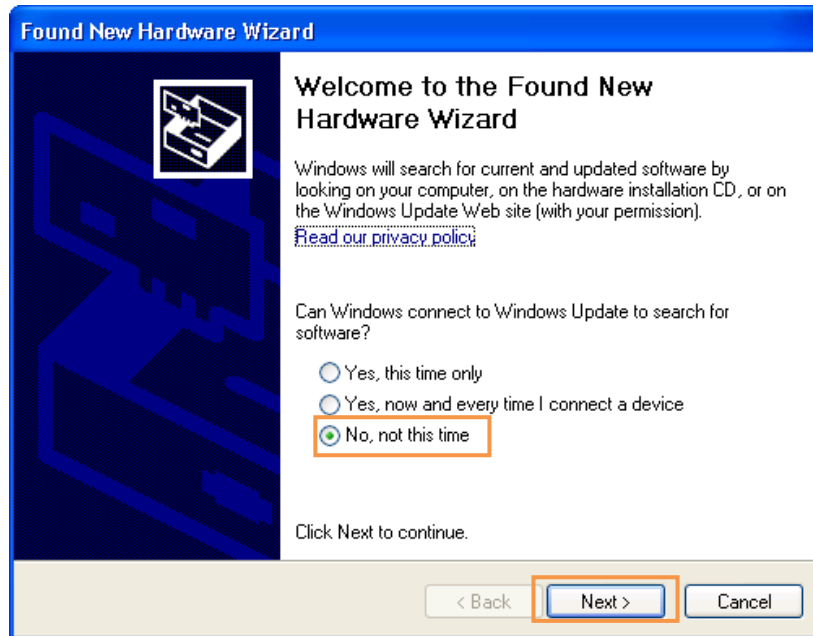 Found New Hardware Wizard
Welcome to the Found New
Hardware Wizard
Windows will search for current and updated software by
looking on your computer, on the hardware installation CD, or on
the Windows Update Web site (with your permission).
Read our privacy policy
Can Windows connect to Windows Update to search for
software?
Yes, this time only
Yes, now and every time I connect a device
No, not this time
Click Next to continue.
< Back Next > Cancel